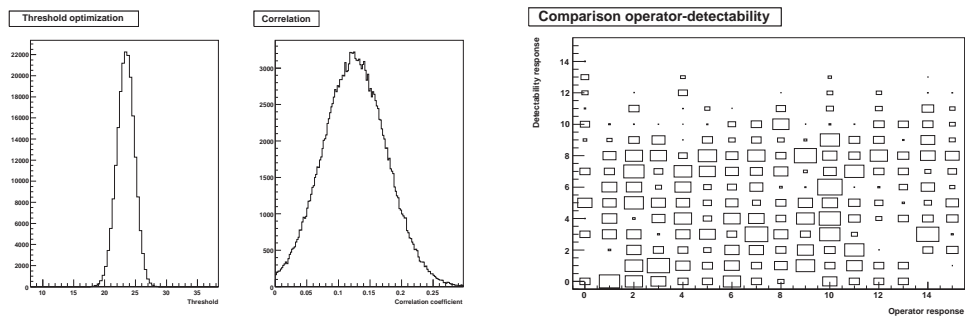 Threshold optimization
22000
20000
18000
16000
14000
12000
10000
8000
6000
4000
2000
0
10 15 20 25 30 35
Threshold
Correlation
3000
2500
2000
1500
1000
500
0
0 0.05 0.1 0.15 0.2 0.25
Correlation coefficient
Comparison operator-detectability
Detectability response
14
12
10
8
6
4
2
0
0 2 4 6 8 10 12 14
Operator response